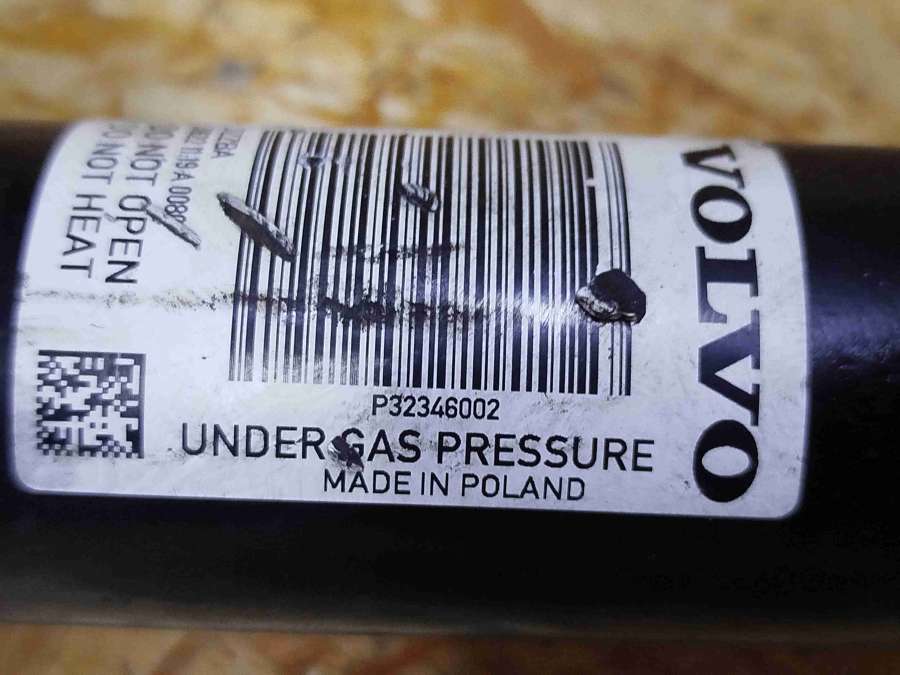 VOLVO
P32346002
UNDER GAS PRESSURE
MADE IN POLAND
DO NOT OPEN
DO NOT HEAT